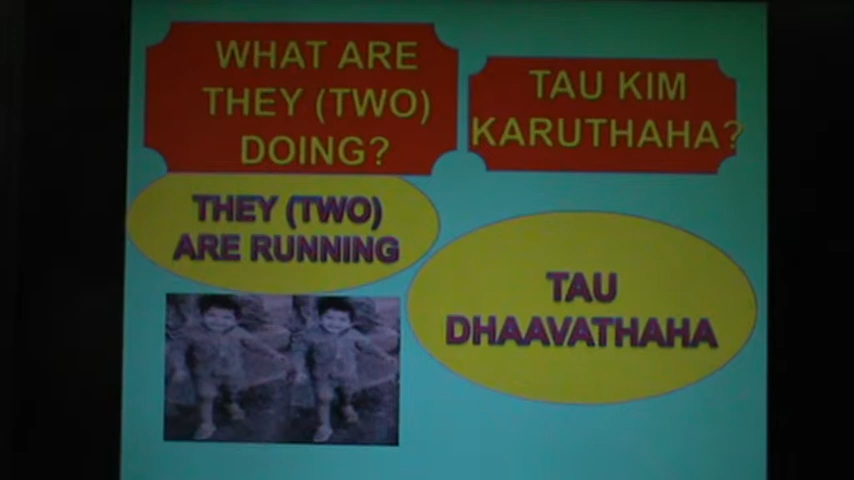 WHAT ARE
THEY (TWO)
DOING?
TAU KIM
KARUTHAHA?
THEY (TWO)
ARE RUNNING
TAU
DHAAVATHAHA